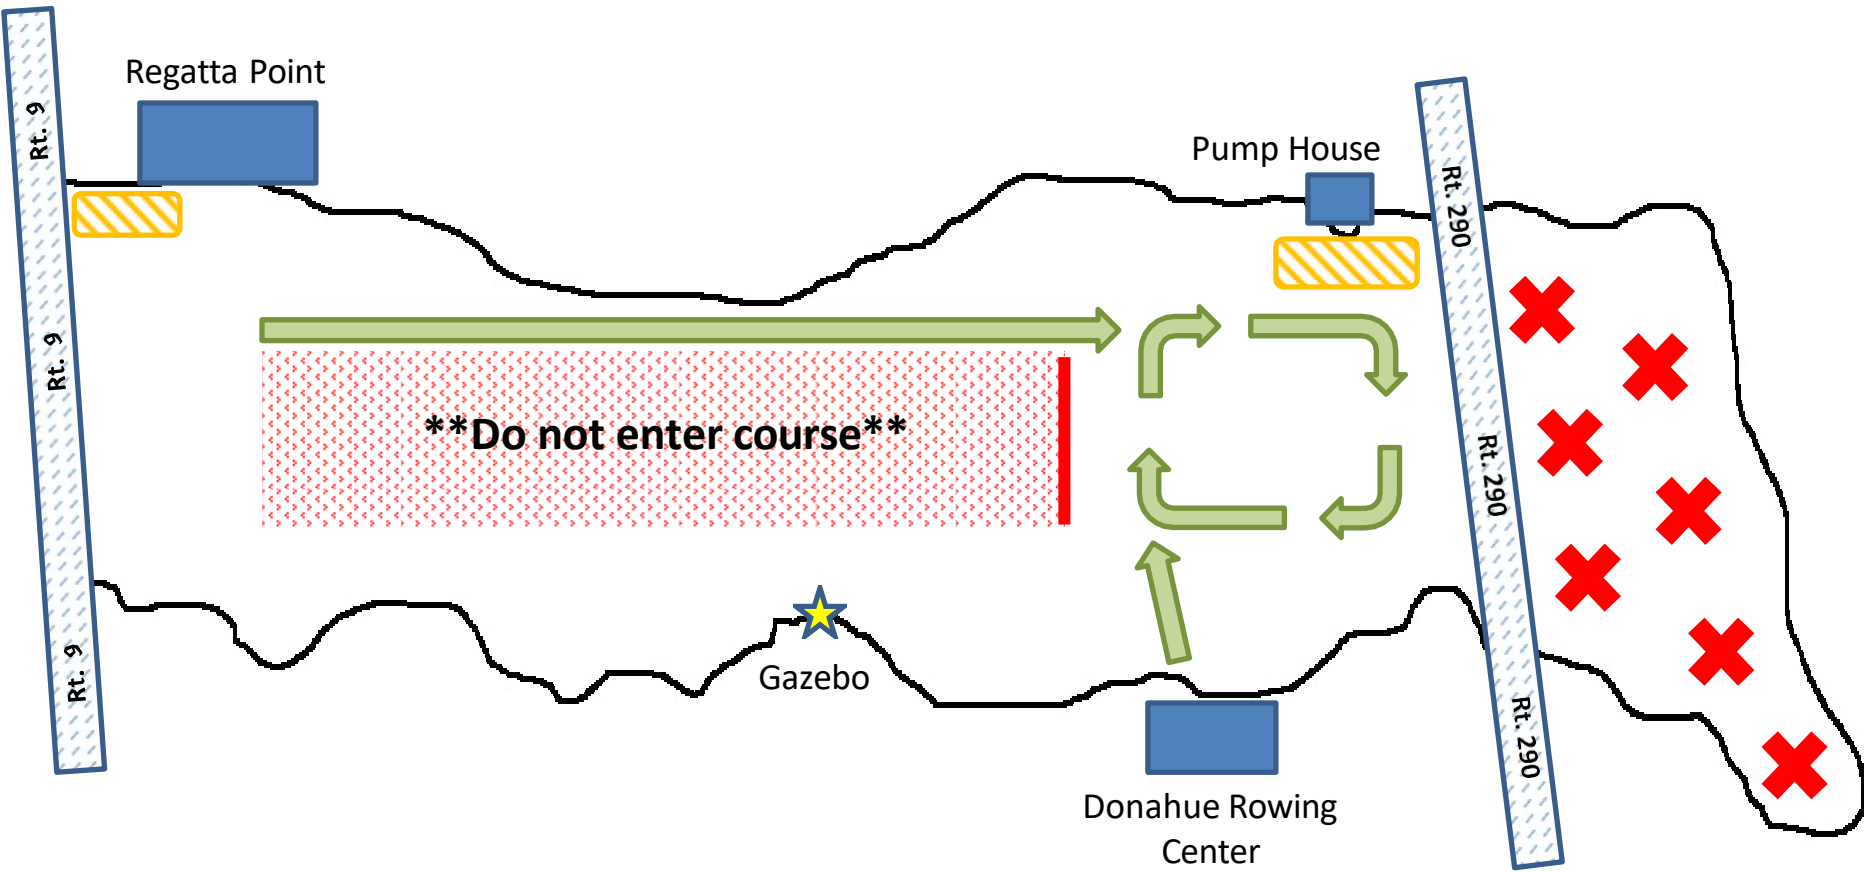 Regatta Point
Rt. 9
Pump House
Rt. 290
Rt. 9
**Do not enter course**
Rt. 290
Rt. 9
Gazebo
Rt. 290
Donahue Rowing
Center